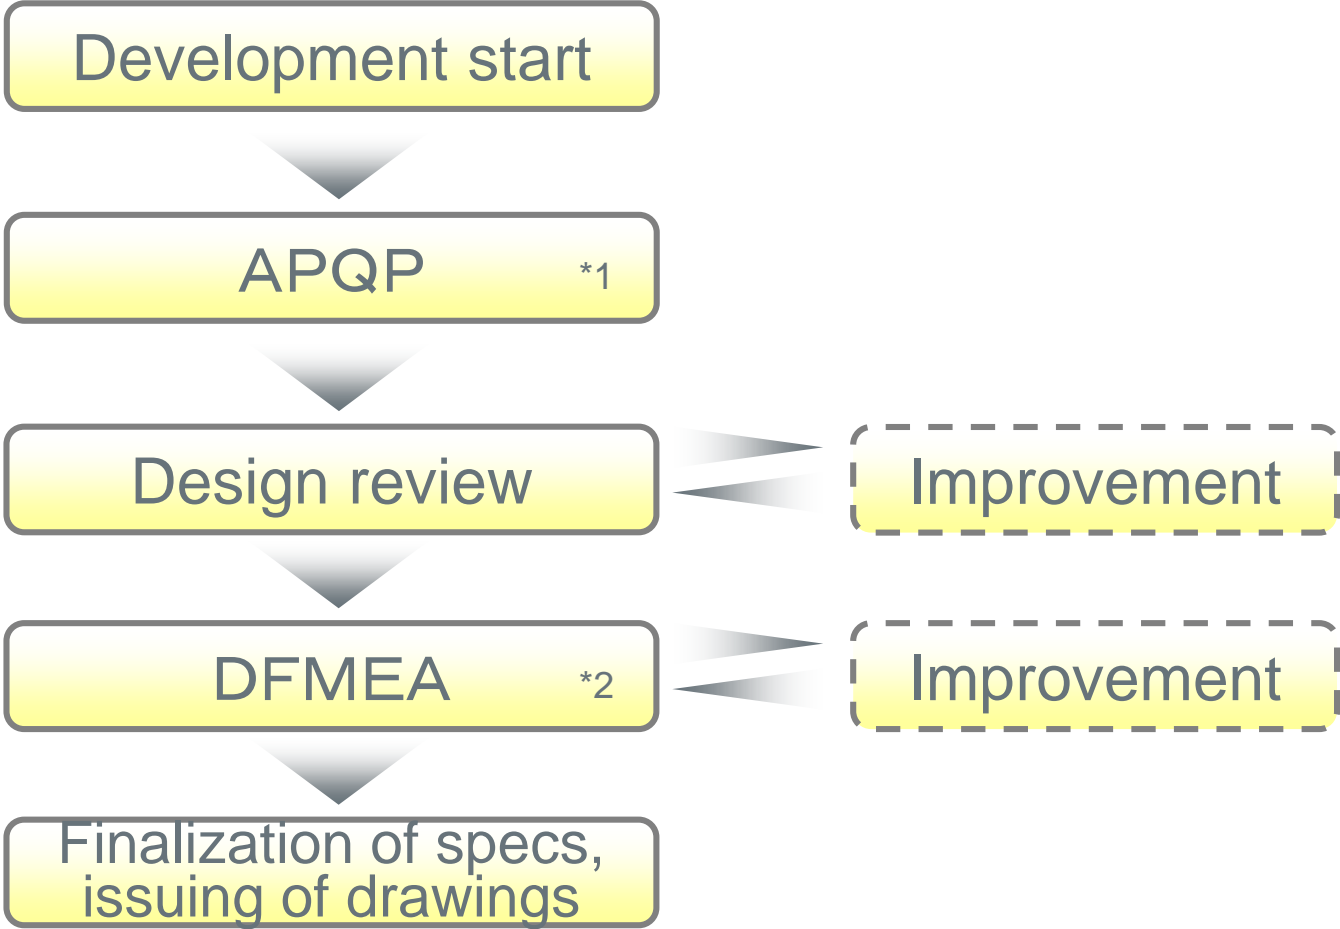 Development start
APQP *1
Design review
Improvement
DFMEA *2
Improvement
Finalization of specs,
issuing of drawings